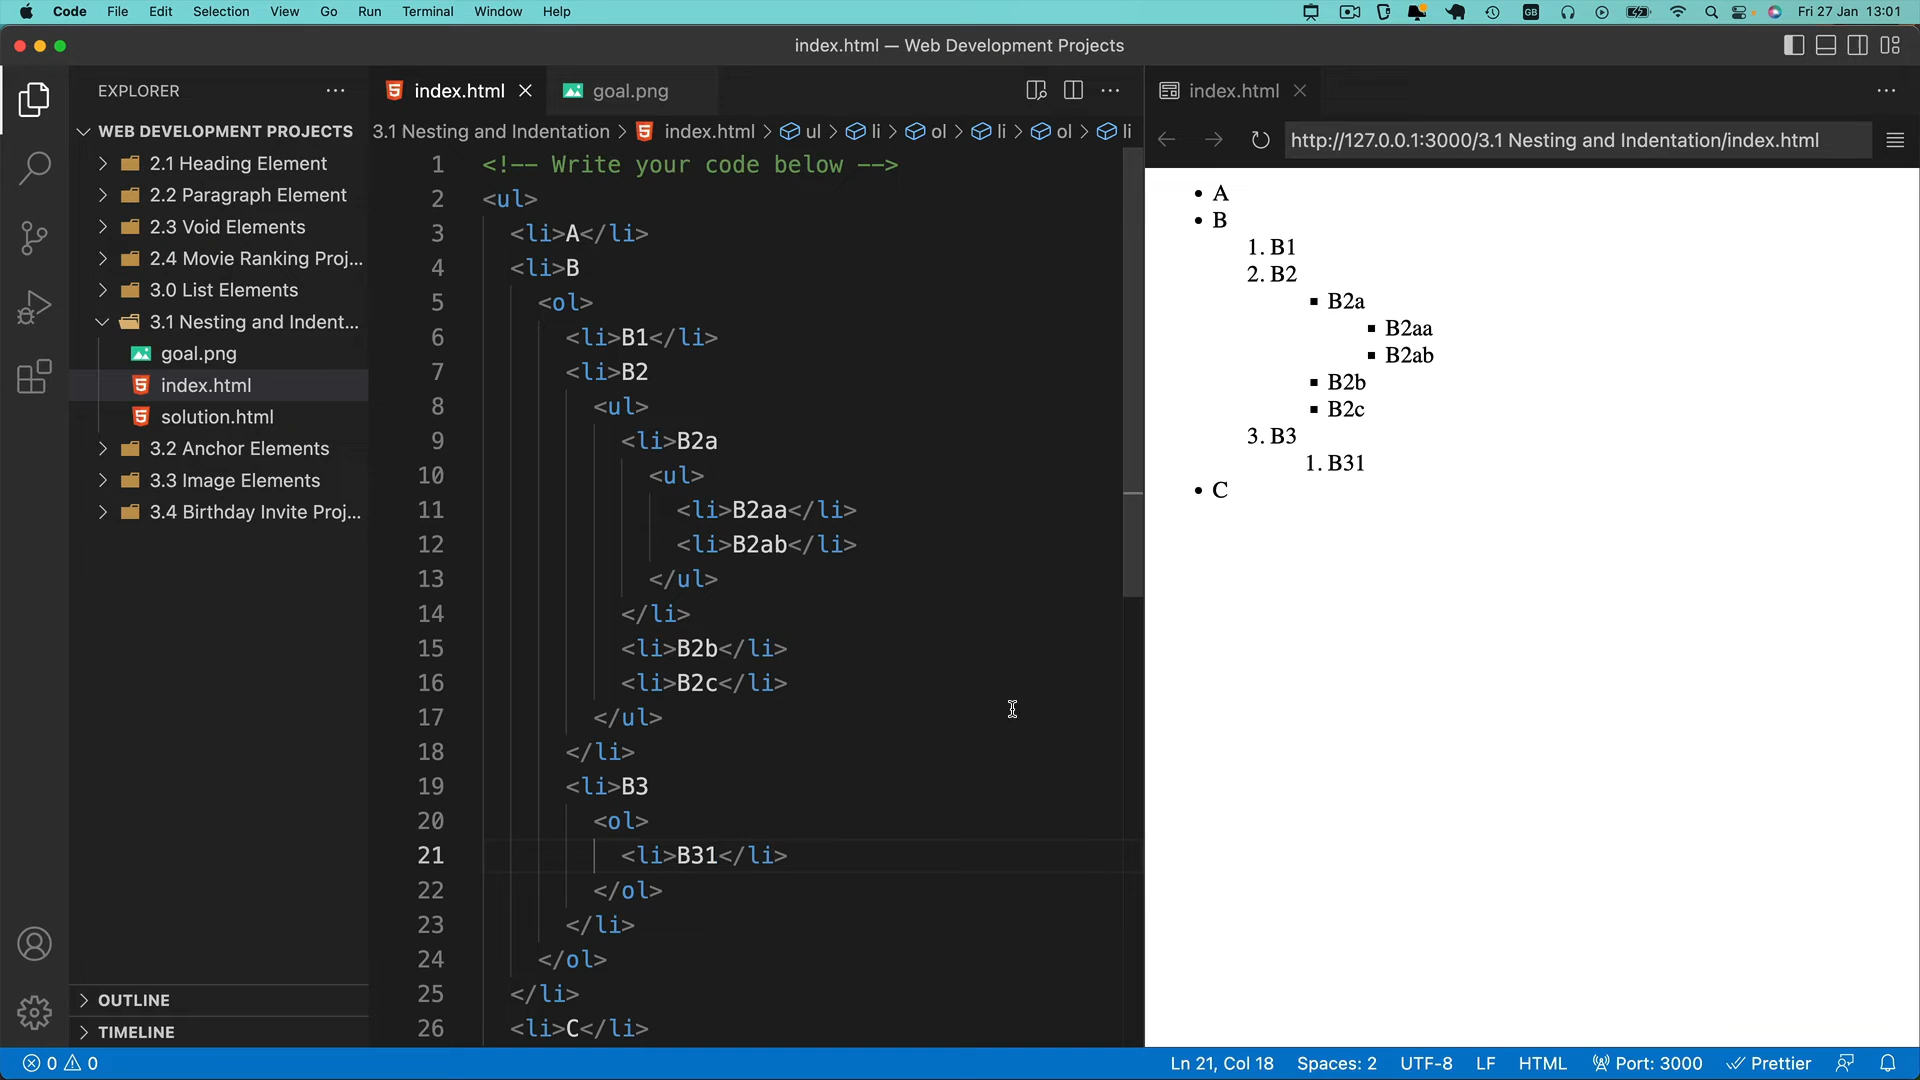 Code File Edit Selection View Go Run Terminal Window Help GB Fri 27 Jan 13:01
index.html — Web Development Projects
EXPLORER
WEB DEVELOPMENT PROJECTS
2.1 Heading Element
2.2 Paragraph Element
2.3 Void Elements
2.4 Movie Ranking Proj...
3.0 List Elements
3.1 Nesting and Indent...
goal.png
index.html
solution.html
3.2 Anchor Elements
3.3 Image Elements
3.4 Birthday Invite Proj...
OUTLINE
TIMELINE
index.html goal.png
3.1 Nesting and Indentation > index.html > ul > li > ol > li > ol > li
1 <!-- Write your code below -->
2 <ul>
3 <li>A</li>
4 <li>B
5 <ol>
6 <li>B1</li>
7 <li>B2
8 <ul>
9 <li>B2a
10 <ul>
11 <li>B2aa</li>
12 <li>B2ab</li>
13 </ul>
14 </li>
15 <li>B2b</li>
16 <li>B2c</li>
17 </ul>
18 </li>
19 <li>B3
20 <ol>
21 <li>B31</li>
22 </ol>
23 </li>
24 </ol>
25 </li>
26 <li>C</li>
index.html
http://127.0.0.1:3000/3.1 Nesting and Indentation/index.html
• A
• B
1. B1
2. B2
▪ B2a
▪ B2aa
▪ B2ab
▪ B2b
▪ B2c
3. B3
1. B31
• C
0 0 Ln 21, Col 18 Spaces: 2 UTF-8 LF HTML Port: 3000 Prettier